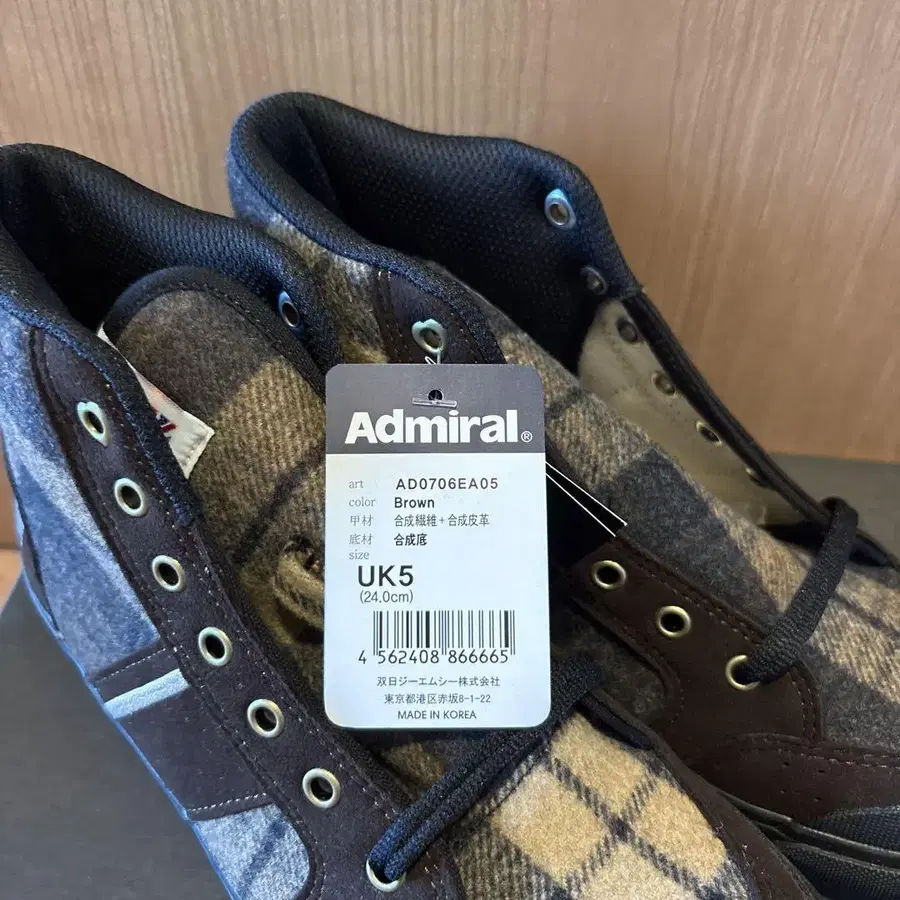 Admiral®
art AD0706EA05
color Brown
甲材 合成繊維+合成皮革
底材 合成底
size
UK5
(24.0cm)
4 562408 866665
双日ジーエムシー株式会社
東京都港区赤坂8-1-22
MADE IN KOREA